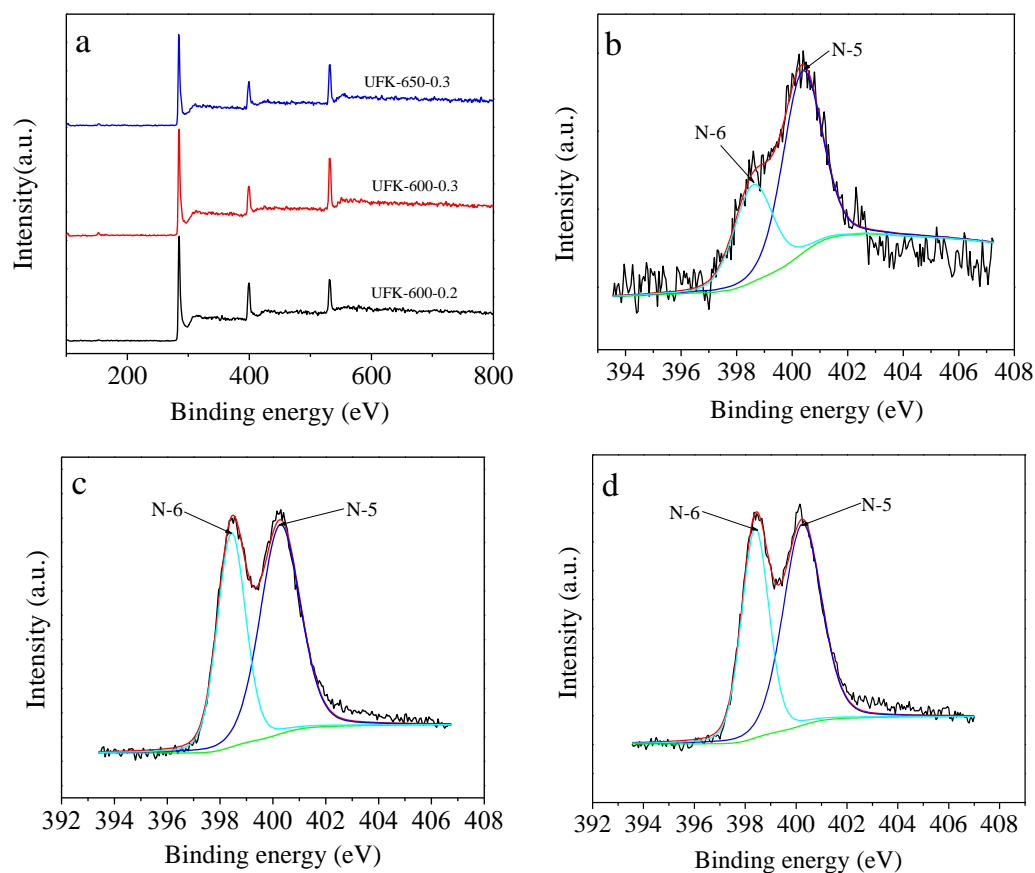 a
UFK-650-0.3
UFK-600-0.3
UFK-600-0.2
Intensity(a.u.)
200 400 600 800
Binding energy (eV)
b
N-5
N-6
Intensity (a.u.)
394 396 398 400 402 404 406 408
Binding energy (eV)
c
N-6
N-5
Intensity (a.u.)
392 394 396 398 400 402 404 406 408
Binding energy (eV)
d
N-6
N-5
Intensity (a.u.)
392 394 396 398 400 402 404 406 408
Binding energy (eV)